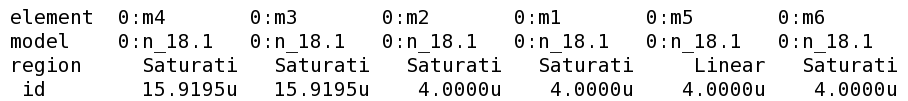 element  0:m4       0:m3       0:m2       0:m1       0:m5       0:m6
model    0:n_18.1   0:n_18.1   0:n_18.1   0:n_18.1   0:n_18.1   0:n_18.1
region     Saturati   Saturati   Saturati   Saturati     Linear   Saturati
 id        15.9195u   15.9195u    4.0000u    4.0000u    4.0000u    4.0000u